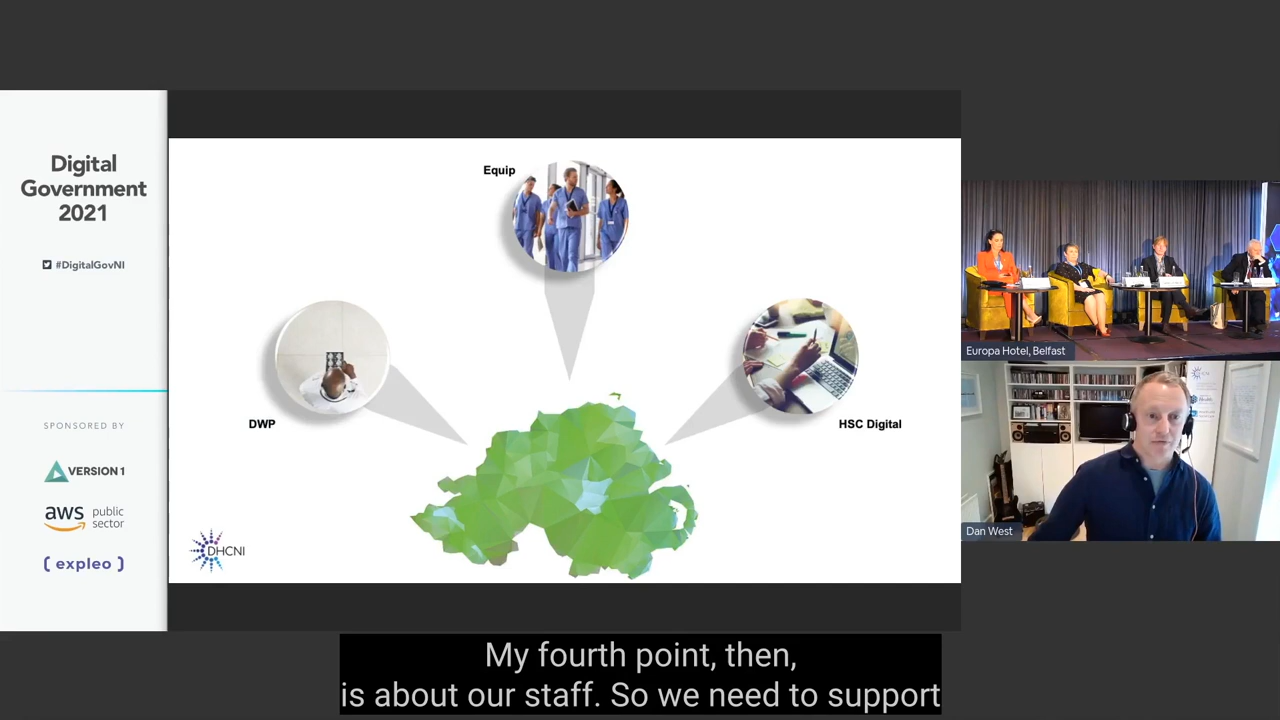 Digital
Government
2021
#DigitalGovNI
SPONSORED BY
VERSION 1
aws public
sector
[ expleo ]
Equip
DWP
HSC Digital
DHCNI
Europa Hotel, Belfast
Dan West
My fourth point, then,
is about our staff. So we need to support